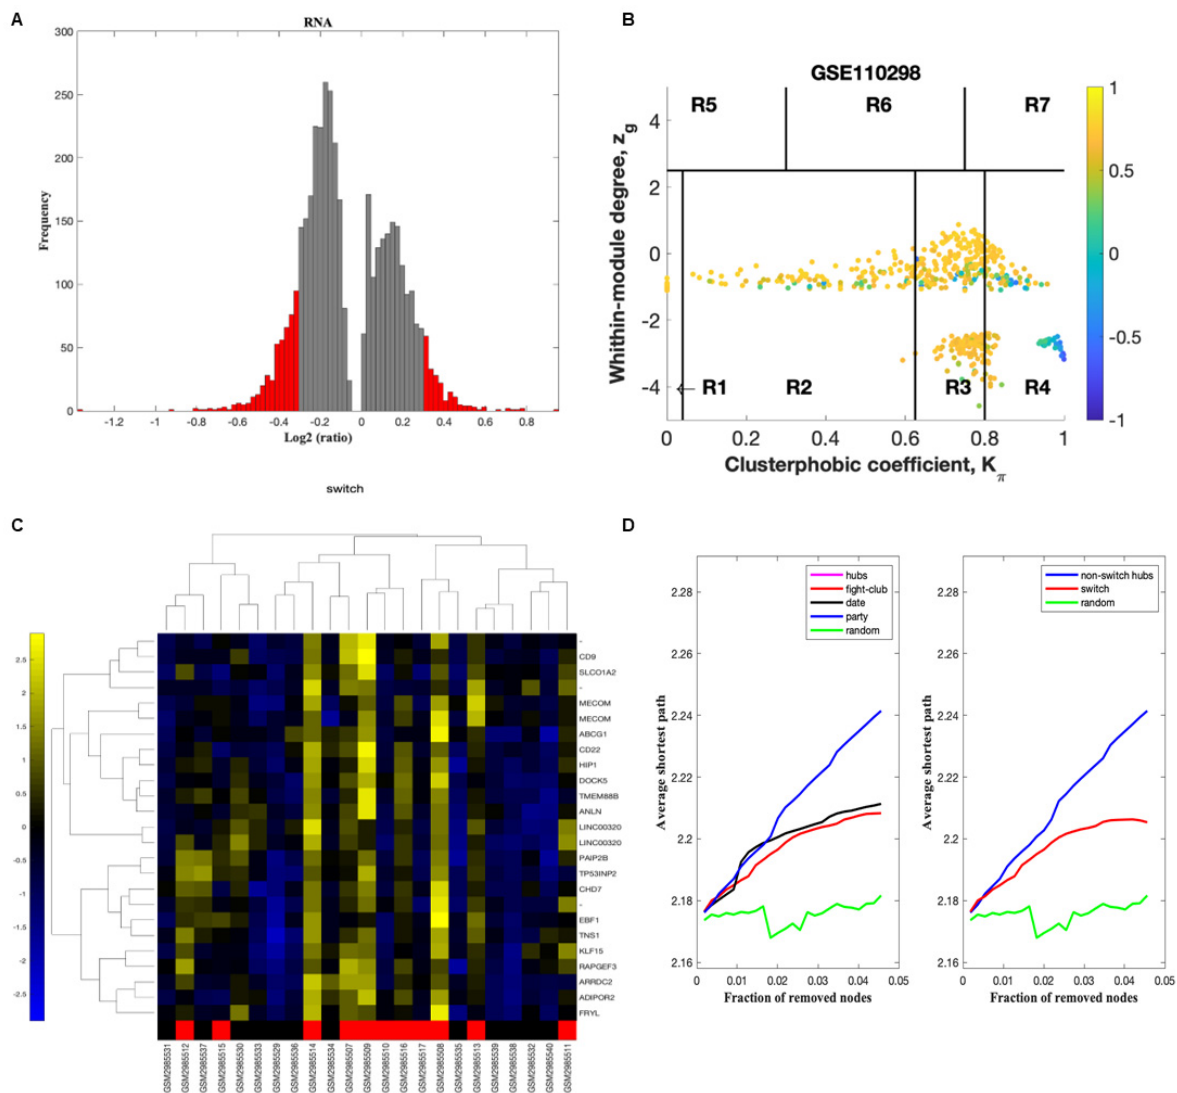 A
RNA
300
250
200
150
100
50
0
Frequency
-1.2 -1 -0.8 -0.6 -0.4 -0.2 0 0.2 0.4 0.6 0.8
Log2 (ratio)
B
GSE110298
R5 R6 R7
4
2
0
-2
-4
Whithin-module degree, z_g
R1 R2 R3 R4
0 0.2 0.4 0.6 0.8 1
Clusterphobic coefficient, K_π
1
0.5
0
-0.5
-1
switch
C
2.5
2
1.5
1
0.5
0
-0.5
-1
-1.5
-2
-2.5
-
CD9
SLCO1A2
-
MECOM
MECOM
ABCG1
CD22
HIP1
DOCK5
TMEM88B
ANLN
LINC00320
LINC00320
PAIP2B
TP53INP2
CHD7
-
EBF1
TNS1
KLF15
RAPGEF3
ARRDC2
ADIPOR2
FRYL
GSM2985531
GSM2985512
GSM2985537
GSM2985515
GSM2985530
GSM2985533
GSM2985529
GSM2985536
GSM2985514
GSM2985534
GSM2985507
GSM2985509
GSM2985510
GSM2985516
GSM2985517
GSM2985508
GSM2985535
GSM2985513
GSM2985539
GSM2985538
GSM2985532
GSM2985540
GSM2985511
D
2.28
2.26
2.24
2.22
2.2
2.18
2.16
Average shortest path
hubs
fight-club
date
party
random
0 0.01 0.02 0.03 0.04 0.05
Fraction of removed nodes
2.28
2.26
2.24
2.22
2.2
2.18
2.16
Average shortest path
non-switch hubs
switch
random
0 0.01 0.02 0.03 0.04 0.05
Fraction of removed nodes